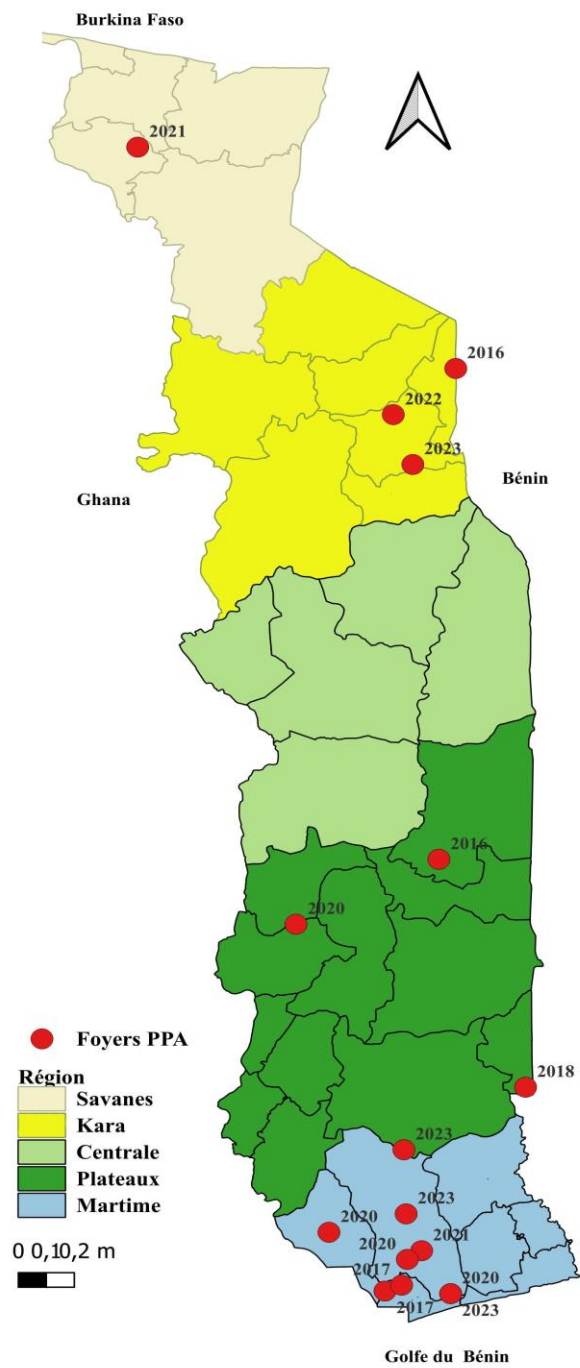 Burkina Faso
2021
2016
2022
2023
Ghana
Bénin
2016
2020
Foyers PPA
2018
Région
Savanes
Kara
Centrale
Plateaux
Martime
2023
2023
2020
2021
2020
2017
2020
2017
2023
0 0,10,2 m
Golfe du Bénin